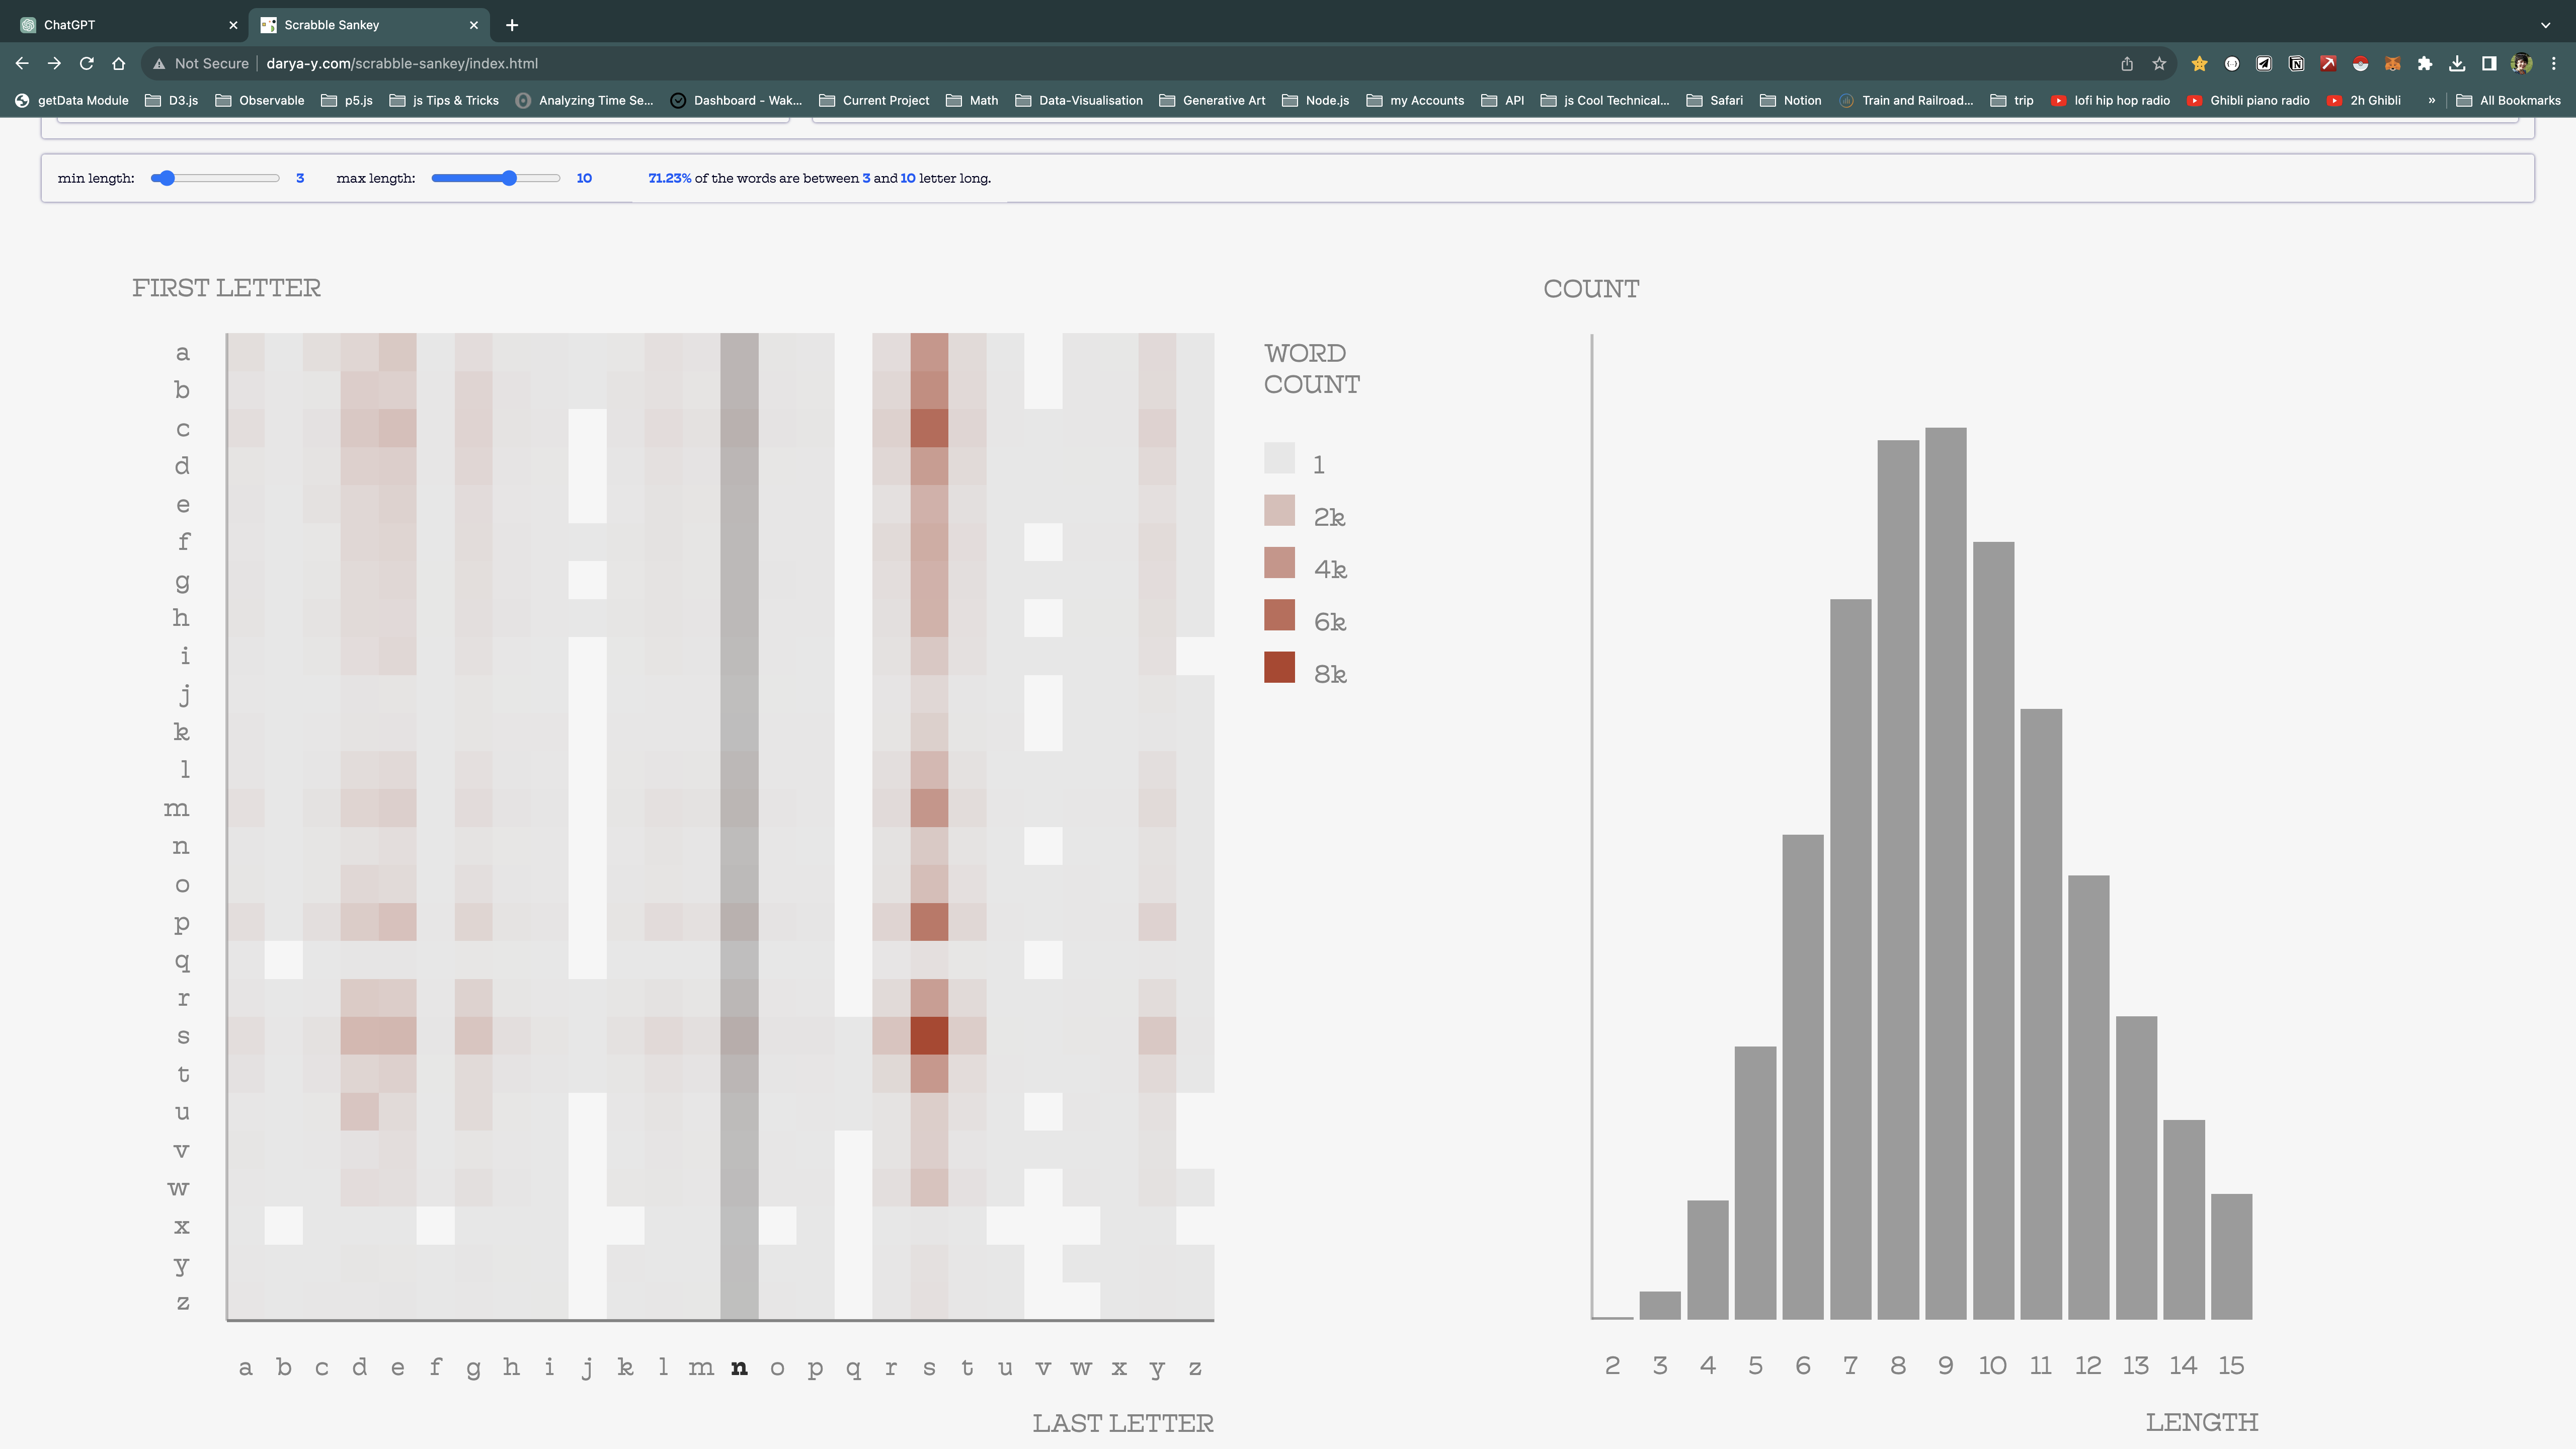 ChatGPT
Scrabble Sankey
Not Secure
darya-y.com/scrabble-sankey/index.html
getData Module D3.js Observable p5.js js Tips & Tricks Analyzing Time Se... Dashboard - Wak... Current Project Math Data-Visualisation Generative Art Node.js my Accounts API js Cool Technical... Safari Notion Train and Railroad... trip lofi hip hop radio Ghibli piano radio 2h Ghibli » All Bookmarks
min length: 3 max length: 10 71.23% of the words are between 3 and 10 letter long.
FIRST LETTER
a
b
c
d
e
f
g
h
i
j
k
l
m
n
o
p
q
r
s
t
u
v
w
x
y
z
a b c d e f g h i j k l m n o p q r s t u v w x y z
LAST LETTER
WORD
COUNT
1
2k
4k
6k
8k
COUNT
2 3 4 5 6 7 8 9 10 11 12 13 14 15
LENGTH